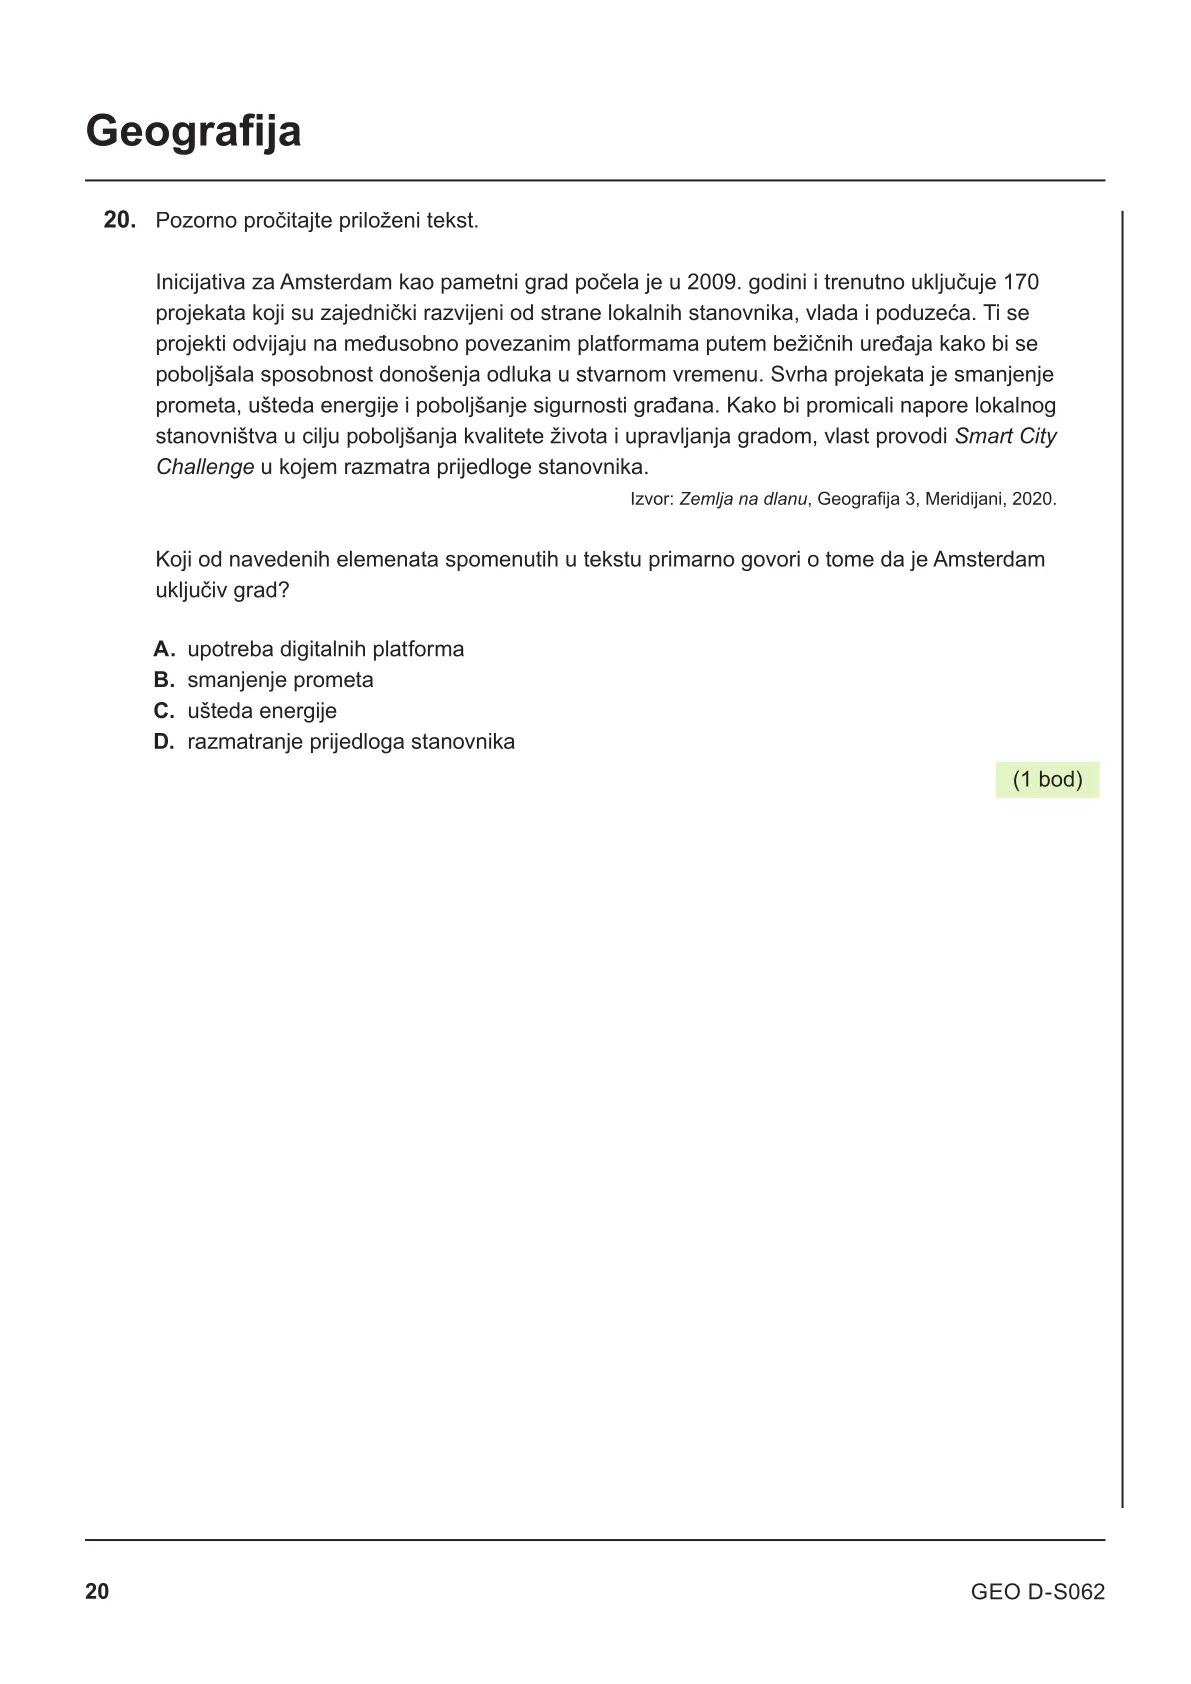 Geografija
20. Pozorno pročitajte priloženi tekst.
Inicijativa za Amsterdam kao pametni grad počela je u 2009. godini i trenutno uključuje 170
projekata koji su zajednički razvijeni od strane lokalnih stanovnika, vlada i poduzeća. Ti se
projekti odvijaju na međusobno povezanim platformama putem bežičnih uređaja kako bi se
poboljšala sposobnost donošenja odluka u stvarnom vremenu. Svrha projekata je smanjenje
prometa, ušteda energije i poboljšanje sigurnosti građana. Kako bi promicali napore lokalnog
stanovništva u cilju poboljšanja kvalitete života i upravljanja gradom, vlast provodi Smart City
Challenge u kojem razmatra prijedloge stanovnika.
Izvor: Zemlja na dlanu, Geografija 3, Meridijani, 2020.
Koji od navedenih elemenata spomenutih u tekstu primarno govori o tome da je Amsterdam
uključiv grad?
A. upotreba digitalnih platforma
B. smanjenje prometa
C. ušteda energije
D. razmatranje prijedloga stanovnika
(1 bod)
20
GEO D-S062